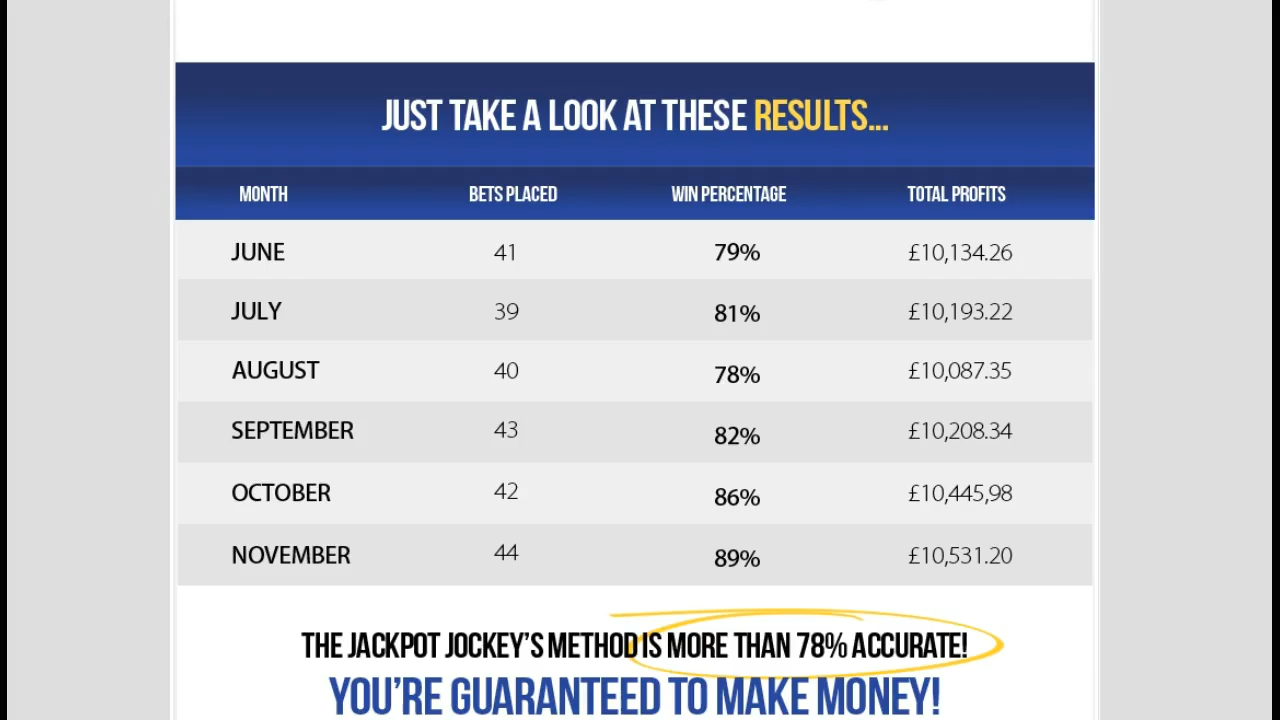 JUST TAKE A LOOK AT THESE RESULTS...
MONTH BETS PLACED WIN PERCENTAGE TOTAL PROFITS
JUNE 41 79% £10,134.26
JULY 39 81% £10,193.22
AUGUST 40 78% £10,087.35
SEPTEMBER 43 82% £10,208.34
OCTOBER 42 86% £10,445,98
NOVEMBER 44 89% £10,531.20
THE JACKPOT JOCKEY'S METHOD IS MORE THAN 78% ACCURATE!
YOU'RE GUARANTEED TO MAKE MONEY!